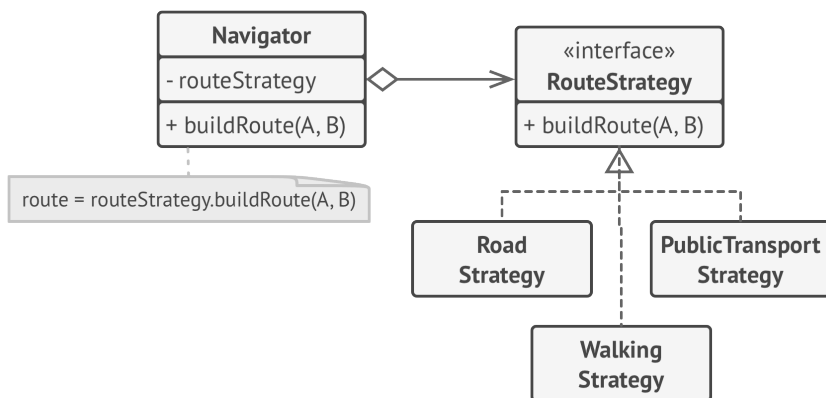 Navigator
- routeStrategy
+ buildRoute(A, B)
route = routeStrategy.buildRoute(A, B)
«interface»
RouteStrategy
+ buildRoute(A, B)
Road
Strategy
PublicTransport
Strategy
Walking
Strategy